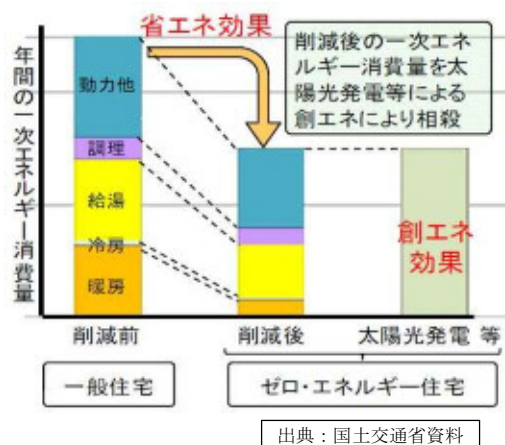 省エネ効果
削減後の一次エネ
ルギー消費量を太
陽光発電等による
創エネにより相殺
年間の一次エネルギー消費量
動力他
調理
給湯
冷房
暖房
創エネ
効果
削減前
削減後
太陽光発電 等
一般住宅
ゼロ・エネルギー住宅
出典：国土交通省資料